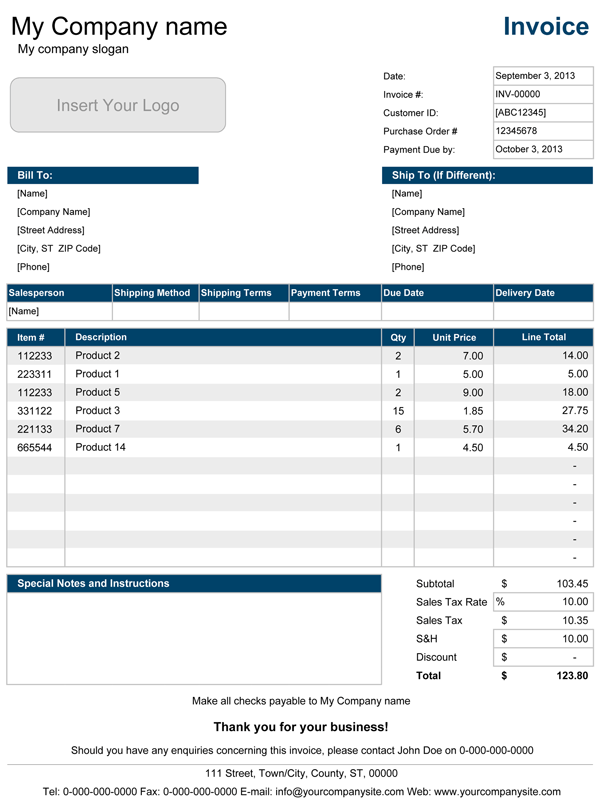 My Company name
Invoice
My company slogan
Insert Your Logo
Date: September 3, 2013
Invoice #: INV-00000
Customer ID: [ABC12345]
Purchase Order # 12345678
Payment Due by: October 3, 2013
Bill To: Ship To (If Different):
[Name] [Name]
[Company Name] [Company Name]
[Street Address] [Street Address]
[City, ST ZIP Code] [City, ST ZIP Code]
[Phone] [Phone]
Salesperson Shipping Method Shipping Terms Payment Terms Due Date Delivery Date
[Name]
Item # Description Qty Unit Price Line Total
112233 Product 2 2 7.00 14.00
223311 Product 1 1 5.00 5.00
112233 Product 5 2 9.00 18.00
331122 Product 3 15 1.85 27.75
221133 Product 7 6 5.70 34.20
665544 Product 14 1 4.50 4.50
-
-
-
-
-
-
Special Notes and Instructions Subtotal $ 103.45
Sales Tax Rate % 10.00
Sales Tax $ 10.35
S&H $ 10.00
Discount $ -
Total $ 123.80
Make all checks payable to My Company name
Thank you for your business!
Should you have any enquiries concerning this invoice, please contact John Doe on 0-000-000-0000
111 Street, Town/City, County, ST, 00000
Tel: 0-000-000-0000 Fax: 0-000-000-0000 E-mail: info@yourcompanysite.com Web: www.yourcompanysite.com